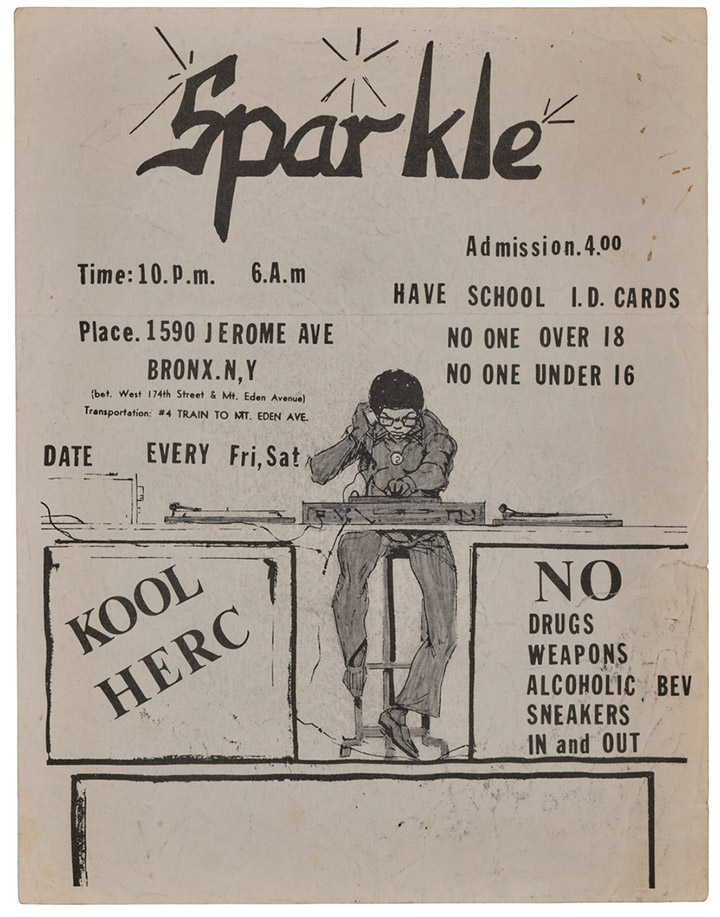 Sparkle
Admission.4.00
Time:10.P.m. 6.A.m
HAVE SCHOOL I.D. CARDS
Place. 1590 JEROME AVE
NO ONE OVER 18
BRONX.N,Y
NO ONE UNDER 16
(bet. West 174th Street & Mt. Eden Avenue)
Transportation: #4 TRAIN TO MT. EDEN AVE.
DATE EVERY Fri,Sat,
KOOL
HERC
NO
DRUGS
WEAPONS
ALCOHOLIC BEV
SNEAKERS
IN and OUT